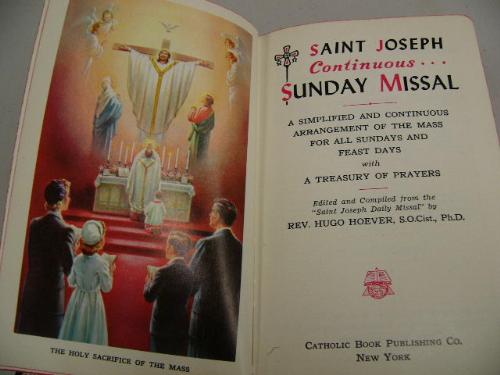 THE HOLY SACRIFICE OF THE MASS
SAINT JOSEPH
Continuous...
SUNDAY MISSAL
A SIMPLIFIED AND CONTINUOUS
ARRANGEMENT OF THE MASS
FOR ALL SUNDAYS AND
FEAST DAYS
with
A TREASURY OF PRAYERS
Edited and Compiled from the
"Saint Joseph Daily Missal" by
REV. HUGO HOEVER, S.O.Cist., Ph.D.
CATHOLIC BOOK PUBLISHING CO.
NEW YORK